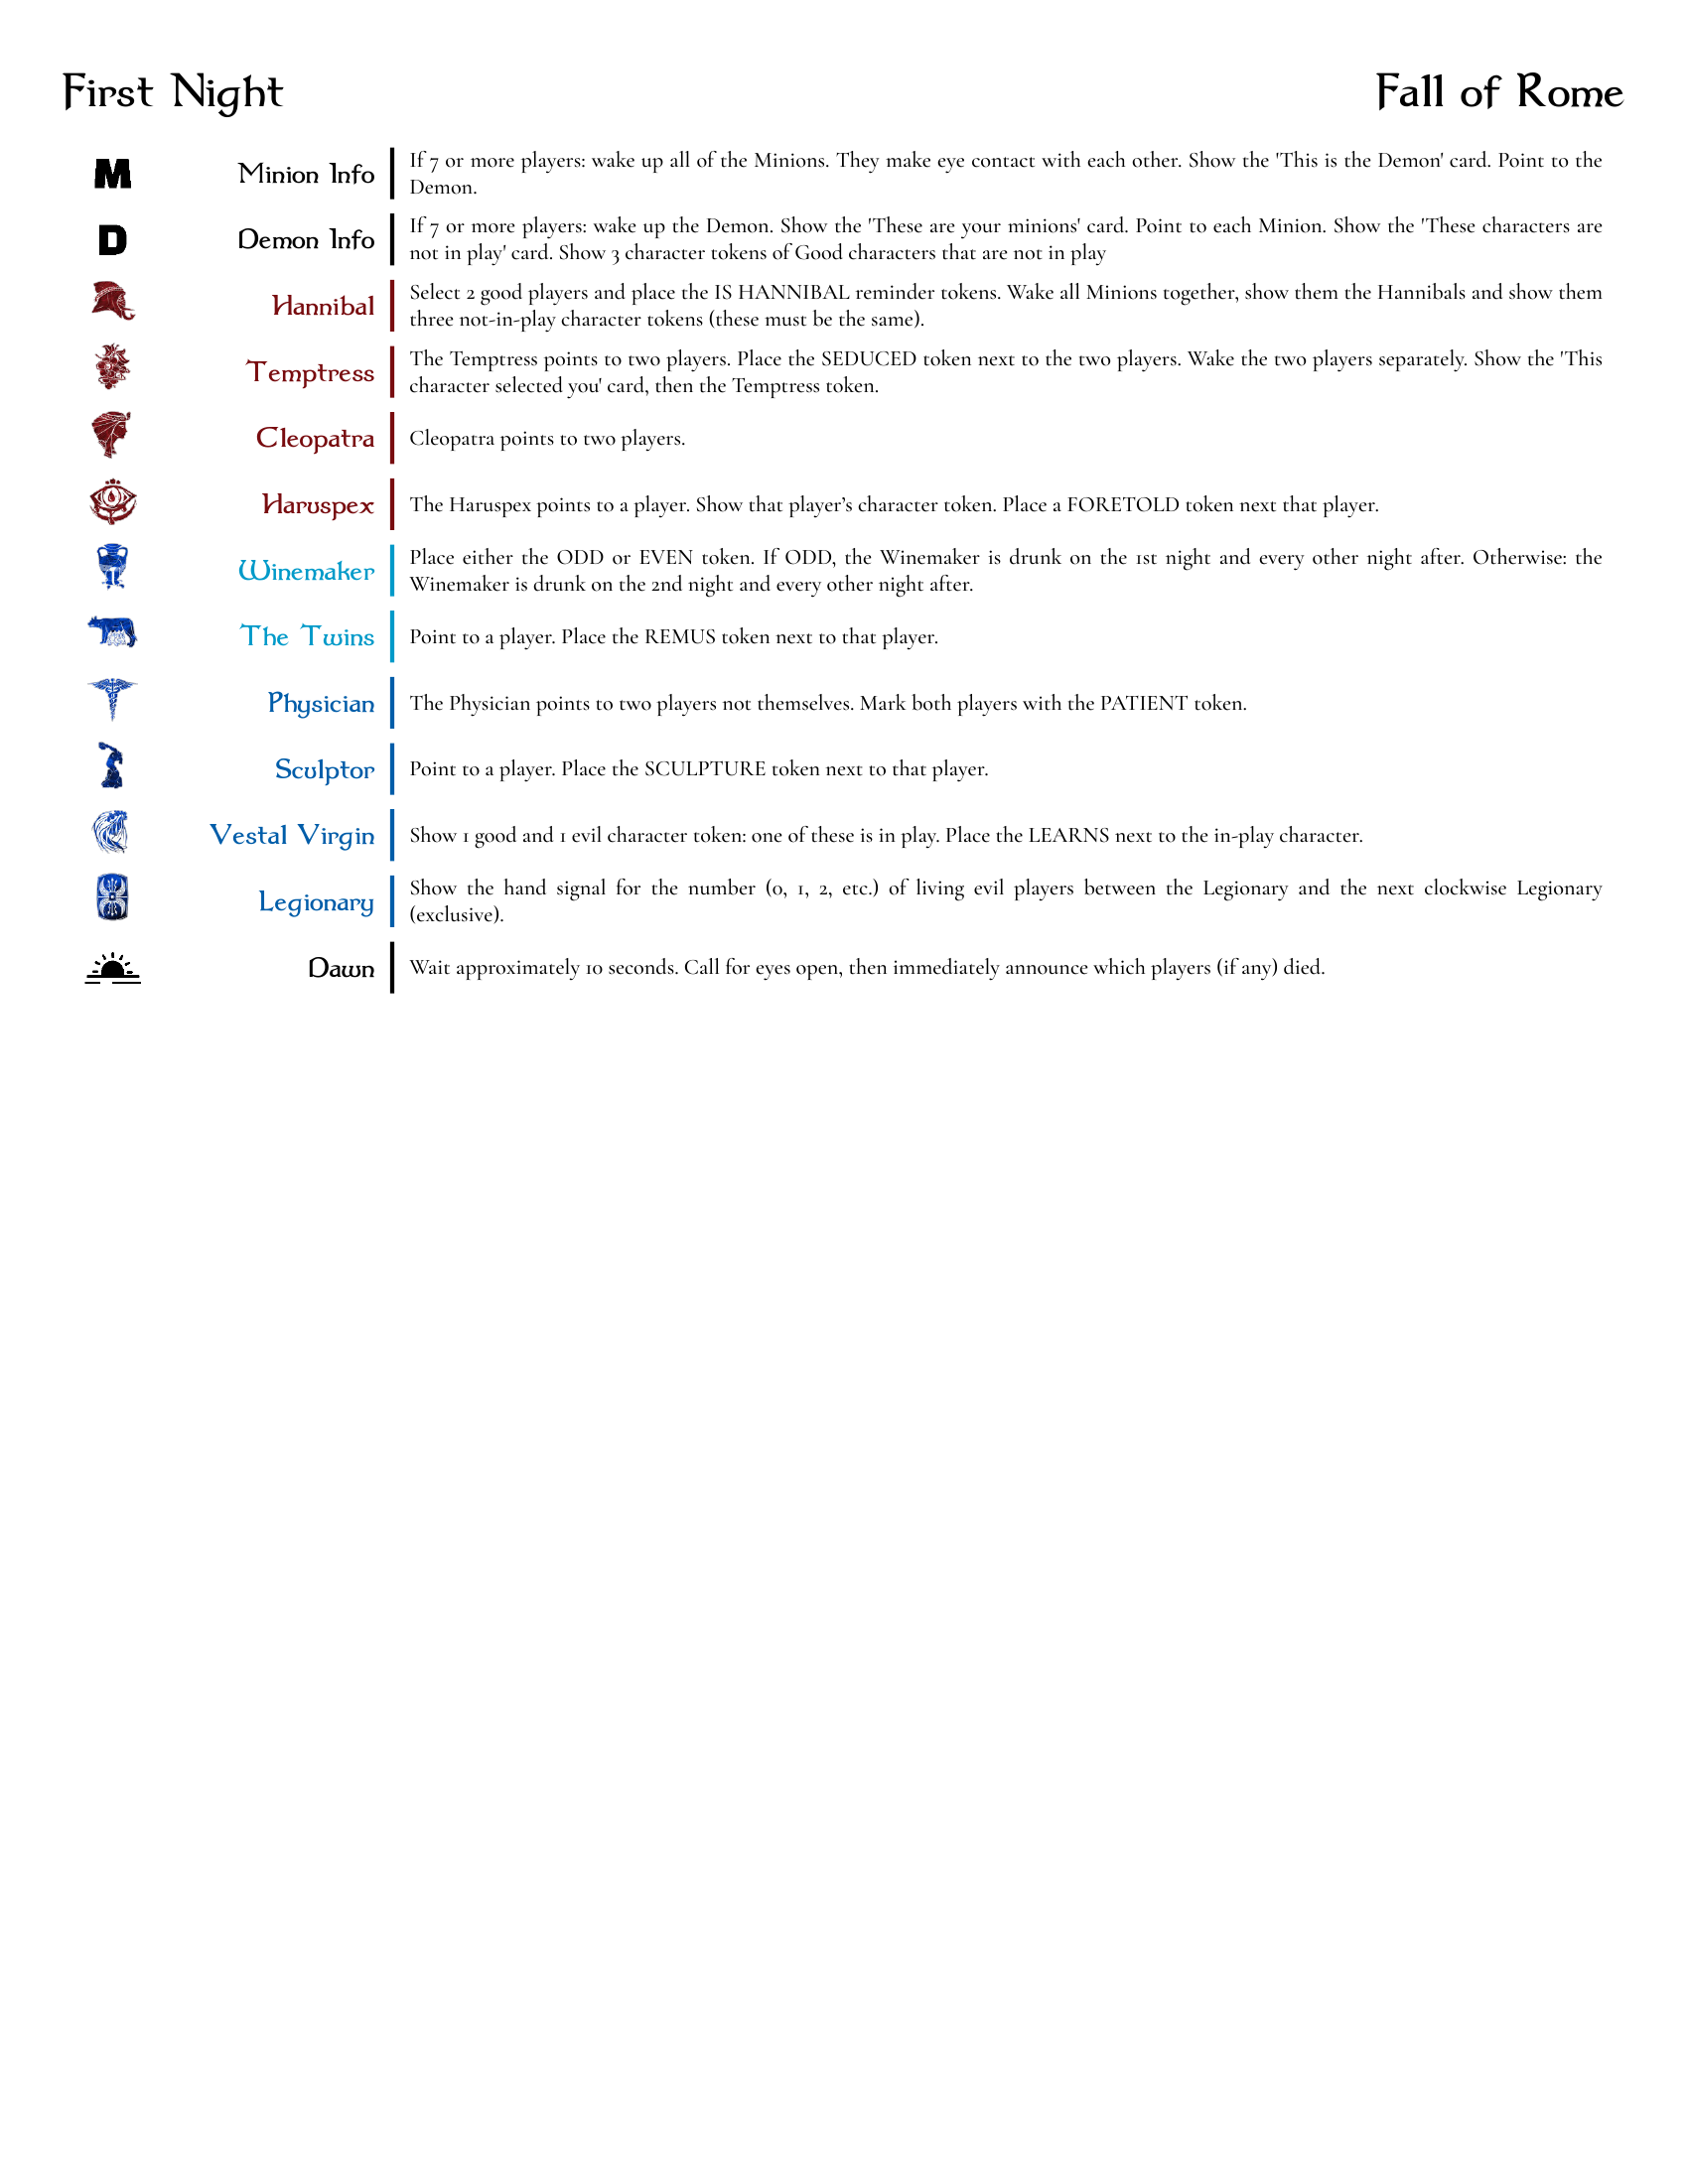 First Night
Fall of Rome
M
Minion Info
If 7 or more players: wake up all of the Minions. They make eye contact with each other. Show the 'This is the Demon' card. Point to the
Demon.
D
Demon Info
If 7 or more players: wake up the Demon. Show the 'These are your minions' card. Point to each Minion. Show the 'These characters are
not in play' card. Show 3 character tokens of Good characters that are not in play
Hannibal
Select 2 good players and place the IS HANNIBAL reminder tokens. Wake all Minions together, show them the Hannibals and show them
three not-in-play character tokens (these must be the same).
Temptress
The Temptress points to two players. Place the SEDUCED token next to the two players. Wake the two players separately. Show the 'This
character selected you' card, then the Temptress token.
Cleopatra
Cleopatra points to two players.
Haruspex
The Haruspex points to a player. Show that player’s character token. Place a FORETOLD token next that player.
Winemaker
Place either the ODD or EVEN token. If ODD, the Winemaker is drunk on the 1st night and every other night after. Otherwise: the
Winemaker is drunk on the 2nd night and every other night after.
The Twins
Point to a player. Place the REMUS token next to that player.
Physician
The Physician points to two players not themselves. Mark both players with the PATIENT token.
Sculptor
Point to a player. Place the SCULPTURE token next to that player.
Vestal Virgin
Show 1 good and 1 evil character token: one of these is in play. Place the LEARNS next to the in-play character.
Legionary
Show the hand signal for the number (0, 1, 2, etc.) of living evil players between the Legionary and the next clockwise Legionary
(exclusive).
Dawn
Wait approximately 10 seconds. Call for eyes open, then immediately announce which players (if any) died.